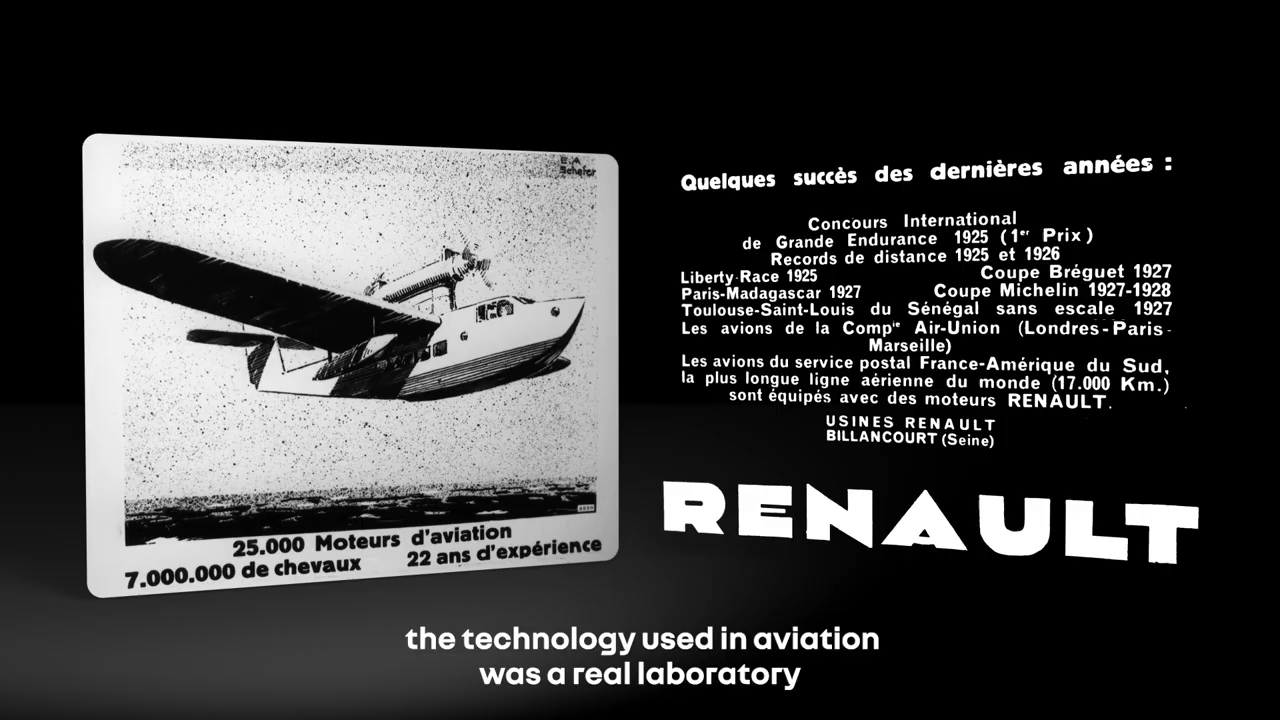 E.A
Schefer
25.000 Moteurs d'aviation
7.000.000 de chevaux 22 ans d'expérience
Quelques succès des dernières années :
Concours International
de Grande Endurance 1925 (1er Prix)
Records de distance 1925 et 1926
Liberty-Race 1925 Coupe Bréguet 1927
Paris-Madagascar 1927 Coupe Michelin 1927-1928
Toulouse-Saint-Louis du Sénégal sans escale 1927
Les avions de la Compie Air-Union (Londres-Paris-
Marseille)
Les avions du service postal France-Amérique du Sud,
la plus longue ligne aérienne du monde (17.000 Km.)
sont équipés avec des moteurs RENAULT.
USINES RENAULT
BILLANCOURT (Seine)
RENAULT
the technology used in aviation
was a real laboratory